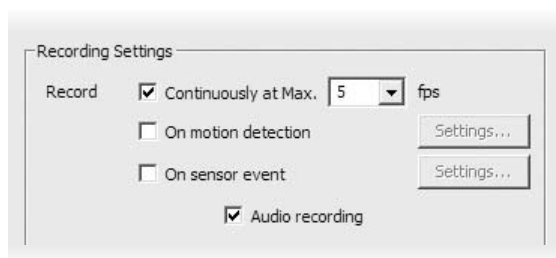 Recording Settings
Record Continuously at Max. 5 fps
On motion detection Settings...
On sensor event Settings...
Audio recording